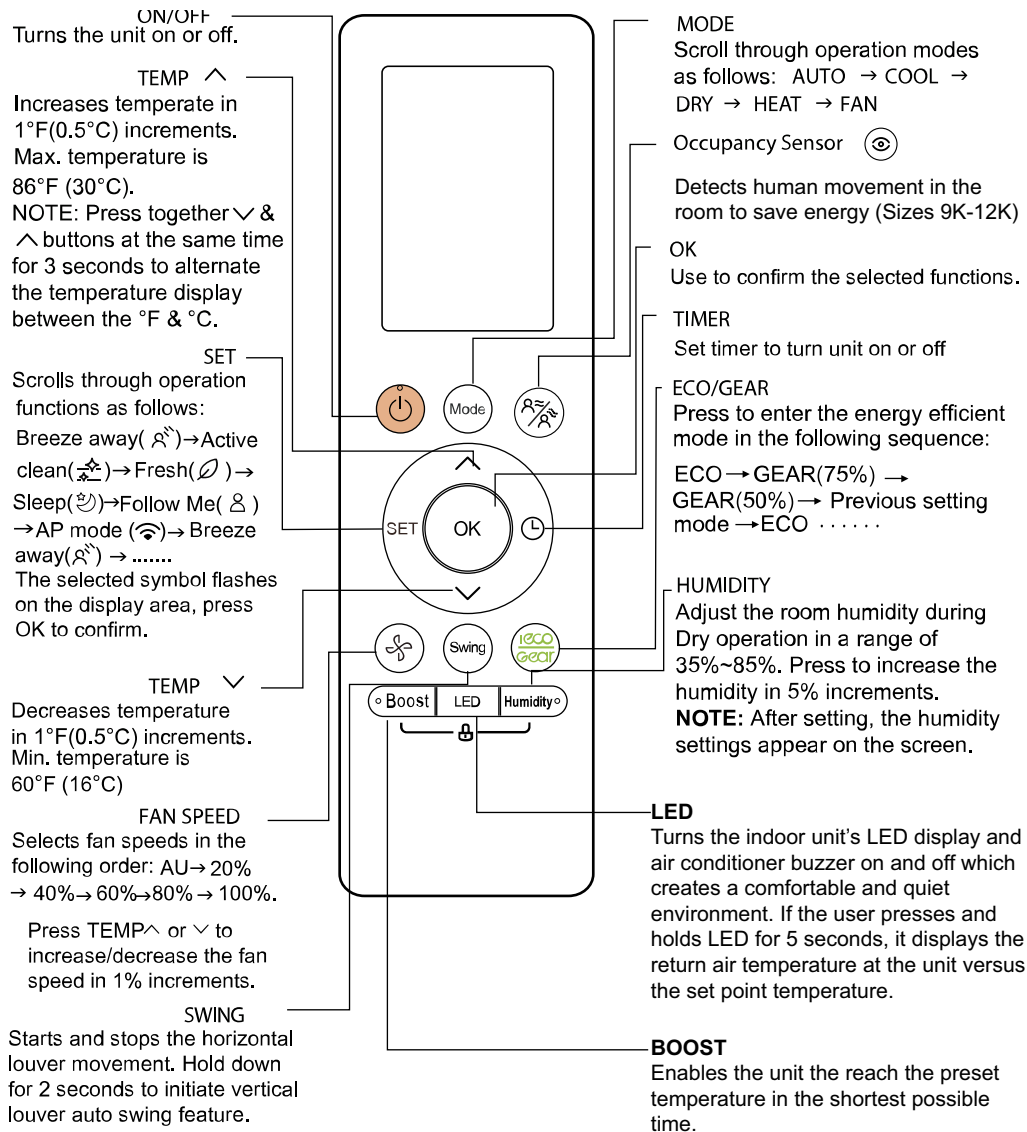 ON/OFF
Turns the unit on or off.
TEMP ∧
Increases temperate in
1°F(0.5°C) increments.
Max. temperature is
86°F (30°C).
NOTE: Press together ∨ &
∧ buttons at the same time
for 3 seconds to alternate
the temperature display
between the °F & °C.
SET
Scrolls through operation
functions as follows:
Breeze away( )→Active
clean( )→Fresh( )→
Sleep( )→Follow Me( )
→AP mode ( )→ Breeze
away( ) → .......
The selected symbol flashes
on the display area, press
OK to confirm.
TEMP ∨
Decreases temperature
in 1°F(0.5°C) increments.
Min. temperature is
60°F (16°C)
FAN SPEED
Selects fan speeds in the
following order: AU→ 20%
→ 40%→ 60%→80%→ 100%.
Press TEMP∧ or ∨ to
increase/decrease the fan
speed in 1% increments.
SWING
Starts and stops the horizontal
louver movement. Hold down
for 2 seconds to initiate vertical
louver auto swing feature.
Mode
SET
OK
Swing
ieco
Gear
Boost
LED
Humidity
MODE
Scroll through operation modes
as follows: AUTO → COOL →
DRY → HEAT → FAN
Occupancy Sensor
Detects human movement in the
room to save energy (Sizes 9K-12K)
OK
Use to confirm the selected functions.
TIMER
Set timer to turn unit on or off
ECO/GEAR
Press to enter the energy efficient
mode in the following sequence:
ECO→ GEAR(75%) →
GEAR(50%)→ Previous setting
mode →ECO ······
HUMIDITY
Adjust the room humidity during
Dry operation in a range of
35%~85%. Press to increase the
humidity in 5% increments.
NOTE: After setting, the humidity
settings appear on the screen.
LED
Turns the indoor unit's LED display and
air conditioner buzzer on and off which
creates a comfortable and quiet
environment. If the user presses and
holds LED for 5 seconds, it displays the
return air temperature at the unit versus
the set point temperature.
BOOST
Enables the unit the reach the preset
temperature in the shortest possible
time.